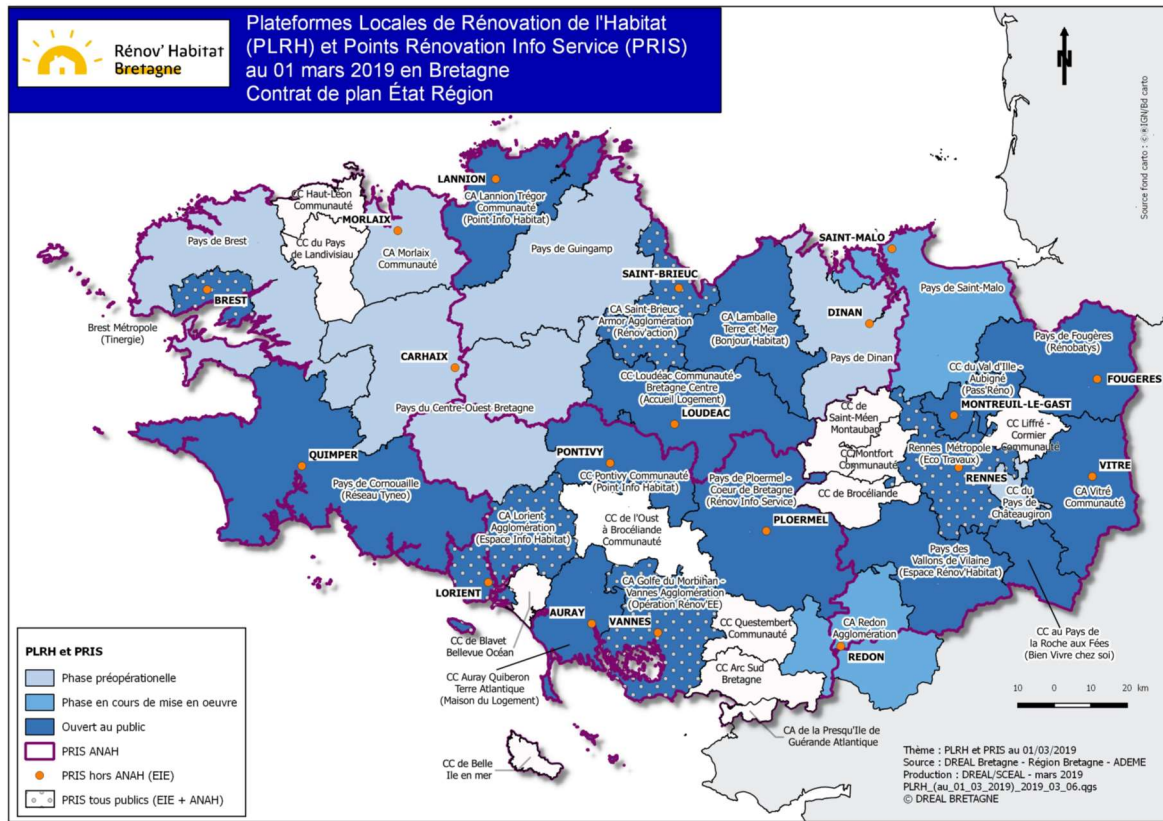 Plateformes Locales de Rénovation de l'Habitat
(PLRH) et Points Rénovation Info Service (PRIS)
au 01 mars 2019 en Bretagne
Contrat de plan État Région
Rénov' Habitat
Bretagne
N
Source fond carto : ©®IGN/Bd carto
LANNION
CA Lannion Trégor
Communauté
(Point-Info Habitat)
CC Haut-Léon
Communauté
MORLAIX
CA Morlaix
Communauté
CC du Pays
de Landivisiau
Pays de Brest
BREST
Brest Métropole
(Tinergie)
Pays de Guingamp
SAINT-BRIEUC
CA Saint-Brieuc
Armor Agglomération
(Rénov'action)
SAINT-MALO
Pays de Saint-Malo
CA Lamballe
Terre et Mer
(Bonjour Habitat)
DINAN
Pays de Dinan
Pays de Fougères
(Rénobatys)
FOUGERES
CC du Val d'Ille -
Aubigné
(Pass'Réno)
MONTREUIL-LE-GAST
CARHAIX
Pays du Centre-Ouest Bretagne
CC Loudéac Communauté -
Bretagne Centre
(Accueil Logement)
LOUDEAC
CC de
Saint-Méen
Montauban
CC Montfort
Communauté
CC de Brocéliande
CC Liffré -
Cormier
Communauté
Rennes Métropole
(Eco Travaux)
RENNES
VITRE
CA Vitré
Communauté
CC du
Pays de
Châteaugiron
QUIMPER
Pays de Cornouaille
(Réseau Tyneo)
PONTIVY
CC-Pontivy Communauté
(Point Info Habitat)
Pays de Ploermel -
Coeur de Bretagne
(Rénov Info Service)
PLOERMEL
CA Lorient
Agglomération
(Espace Info Habitat)
LORIENT
CC de l'Oust
à Brocéliande
Communauté
Pays des
Vallons de Vilaine
(Espace Rénov'Habitat)
AURAY
VANNES
CA Golfe du Morbihan -
Vannes Agglomération
(Opération Rénov'EE)
CC de Blavet
Bellevue Océan
CC Auray Quiberon
Terre Atlantique
(Maison du Logement)
CC Questembert
Communauté
CC Arc Sud
Bretagne
CA Redon
Agglomération
REDON
CC au Pays de
la Roche aux Fées
(Bien Vivre chez soi)
CA de la Presqu'Ile de
Guérande Atlantique
CC de Belle
Ile en mer
10 0 10 20 km
PLRH et PRIS
Phase préopérationelle
Phase en cours de mise en oeuvre
Ouvert au public
PRIS ANAH
PRIS hors ANAH (EIE)
PRIS tous publics (EIE + ANAH)
Thème : PLRH et PRIS au 01/03/2019
Source : DREAL Bretagne - Région Bretagne - ADEME
Production : DREAL/SCEAL - mars 2019
PLRH_(au_01_03_2019)_2019_03_06.qgs
© DREAL BRETAGNE